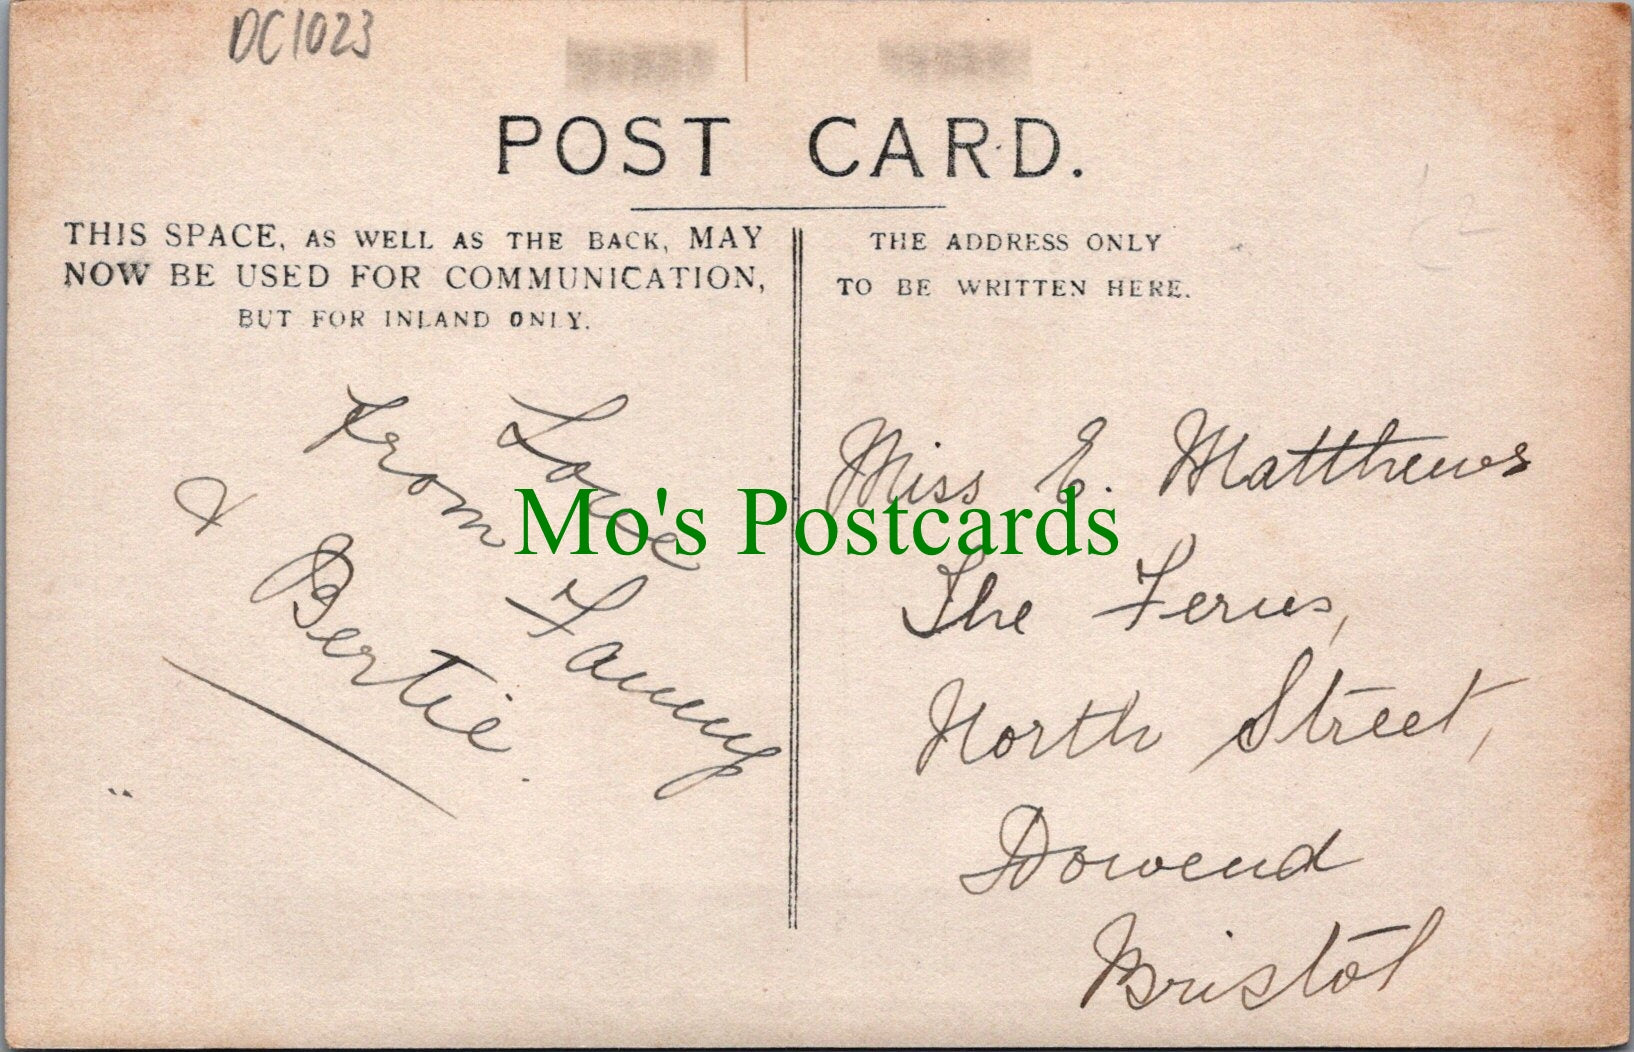 DC1023
POST CARD.
THIS SPACE, AS WELL AS THE BACK, MAY
NOW BE USED FOR COMMUNICATION,
BUT FOR INLAND ONLY.
THE ADDRESS ONLY
TO BE WRITTEN HERE.
Love
From Fanny
& Bertie.
Mo's Postcards
Miss E. Matthews
The Ferns,
North Street,
Downend
Bristol